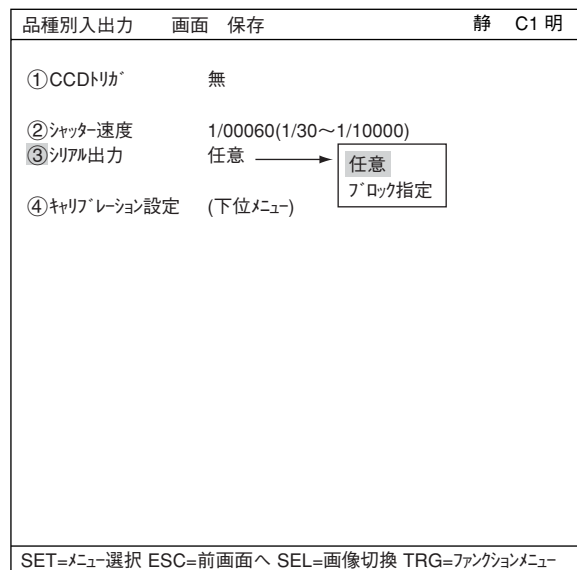 品種別入出力 画面 保存 静 C1 明
①CCDﾄﾘｶﾞ 無
②ｼｬｯﾀｰ速度 1/00060(1/30～1/10000)
③ｼﾘｱﾙ出力 任意
任意
ﾌﾞﾛｯｸ指定
④ｷｬﾘﾌﾞﾚｰｼｮﾝ設定 (下位ﾒﾆｭｰ)
SET=ﾒﾆｭｰ選択 ESC=前画面へ SEL=画像切換 TRG=ﾌｧﾝｸｼｮﾝﾒﾆｭｰ